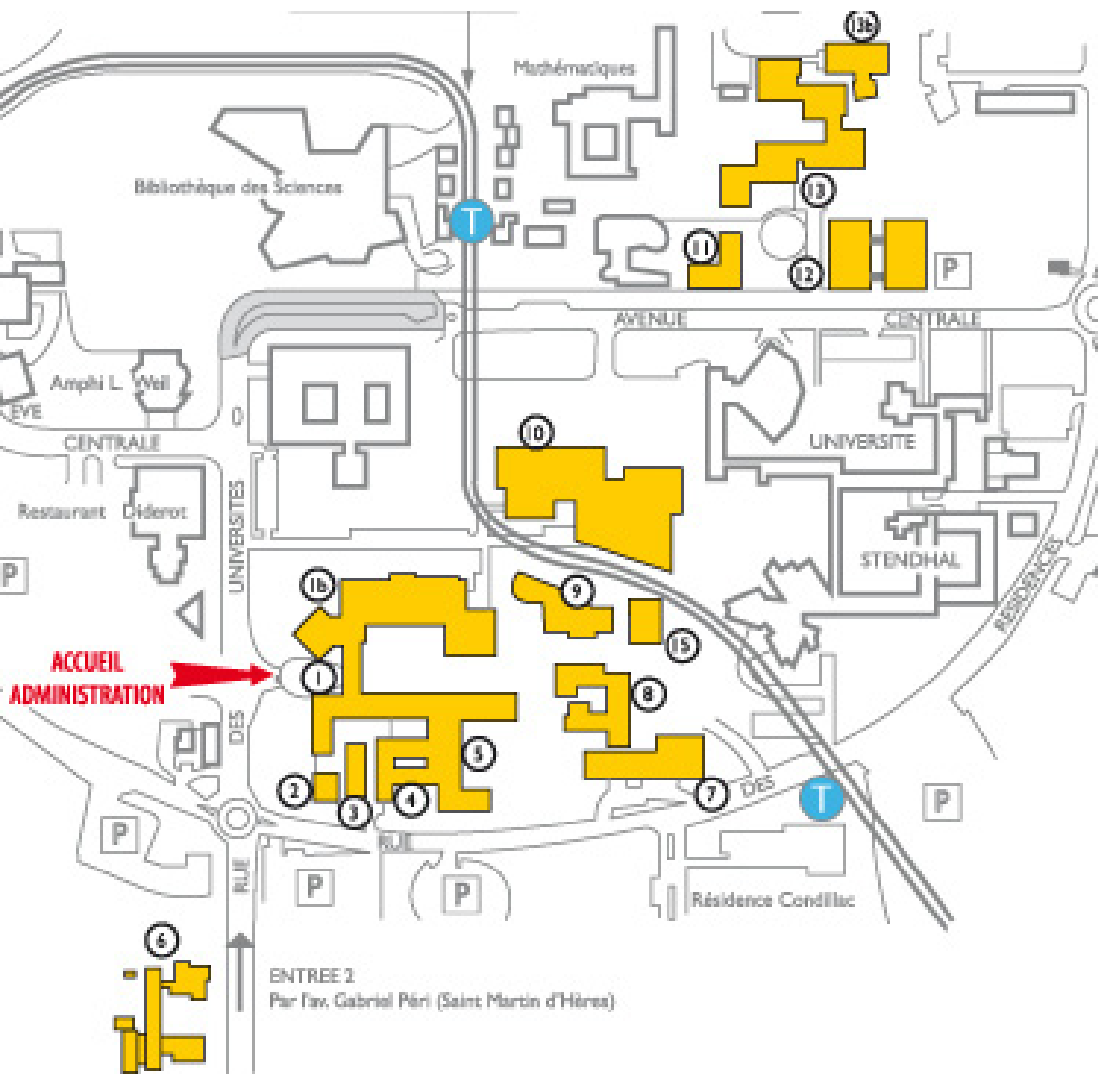 13b
Mathématiques
Bibliothèque des Sciences
13
T
11
12
P
AVENUE
CENTRALE
Amphi L. Weil
EVE
CENTRALE
10
UNIVERSITE
Restaurant Diderot
UNIVERSITES
STENDHAL
P
RESIDENCES
1b
9
15
ACCUEIL
ADMINISTRATION
1
8
DES
5
2
3
4
7
DES
T
P
P
RUE
RUE
P
P
Résidence Condillac
6
ENTREE 2
Par l'av. Gabriel Péri (Saint Martin d'Hères)